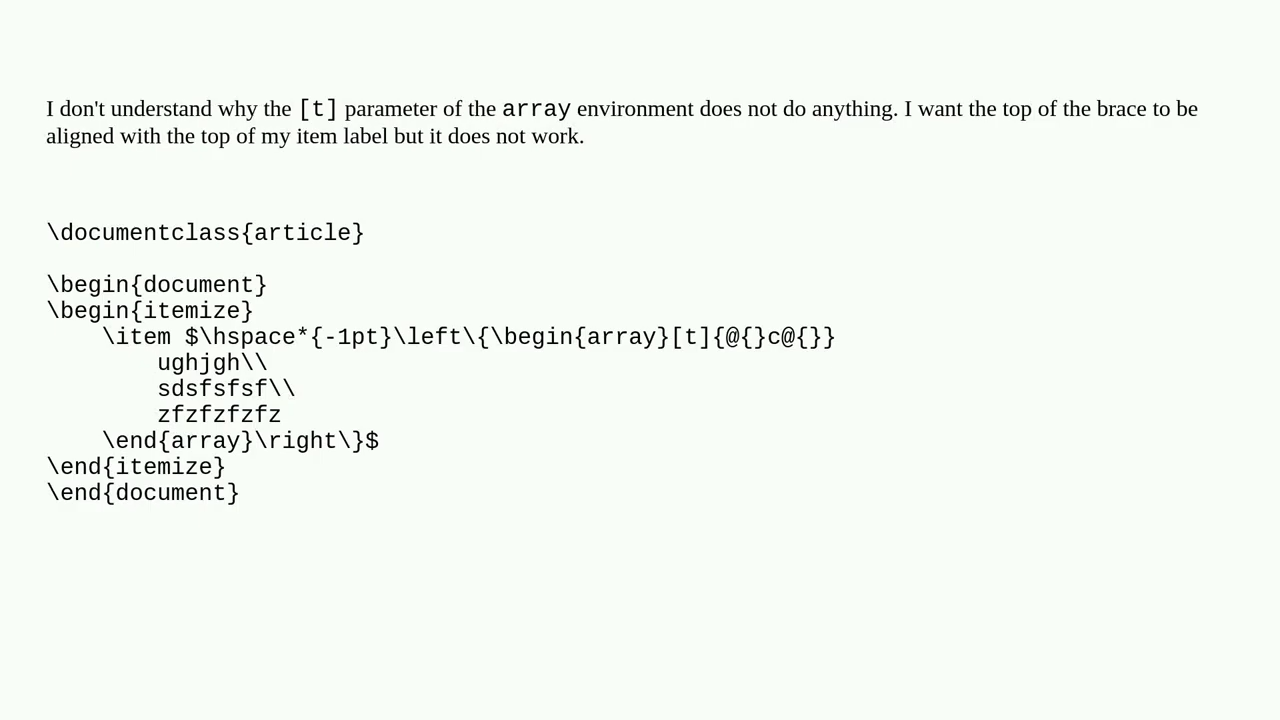 I don't understand why the [t] parameter of the array environment does not do anything. I want the top of the brace to be
aligned with the top of my item label but it does not work.
\documentclass{article}
\begin{document}
\begin{itemize}
    \item $\hspace*{-1pt}\left\{\begin{array}[t]{@{}c@{}}
        ughjgh\\
        sdsfsfsf\\
        zfzfzfzfz
    \end{array}\right\}$
\end{itemize}
\end{document}